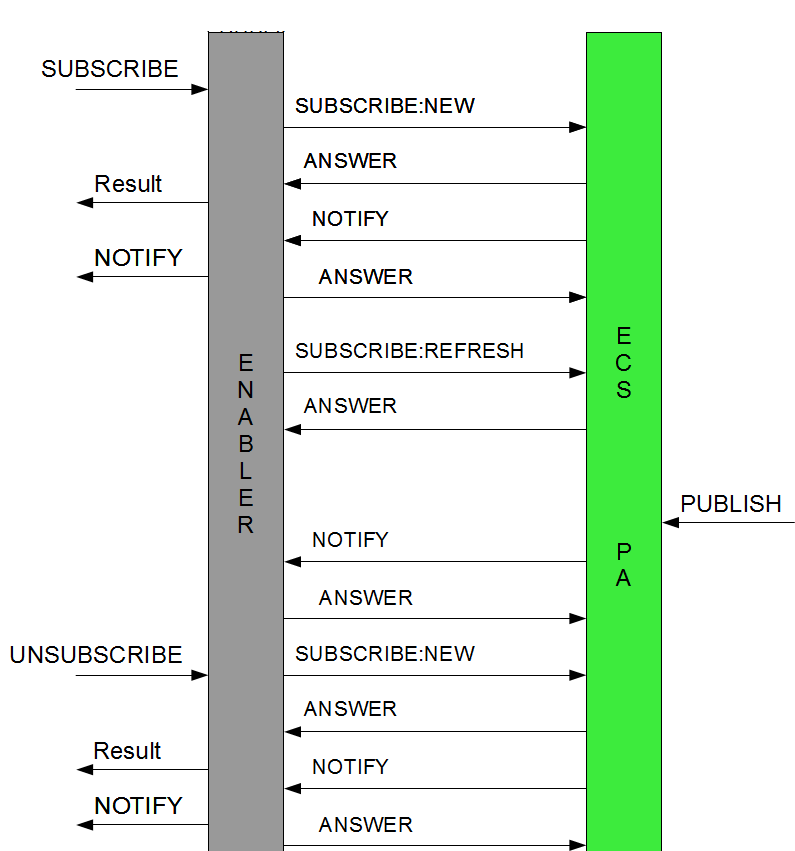 SUBSCRIBE
SUBSCRIBE:NEW
ANSWER
Result
NOTIFY
NOTIFY
ANSWER
SUBSCRIBE:REFRESH
ANSWER
E
N
A
B
L
E
R
E
C
S
P
A
PUBLISH
NOTIFY
ANSWER
UNSUBSCRIBE
SUBSCRIBE:NEW
ANSWER
Result
NOTIFY
NOTIFY
ANSWER